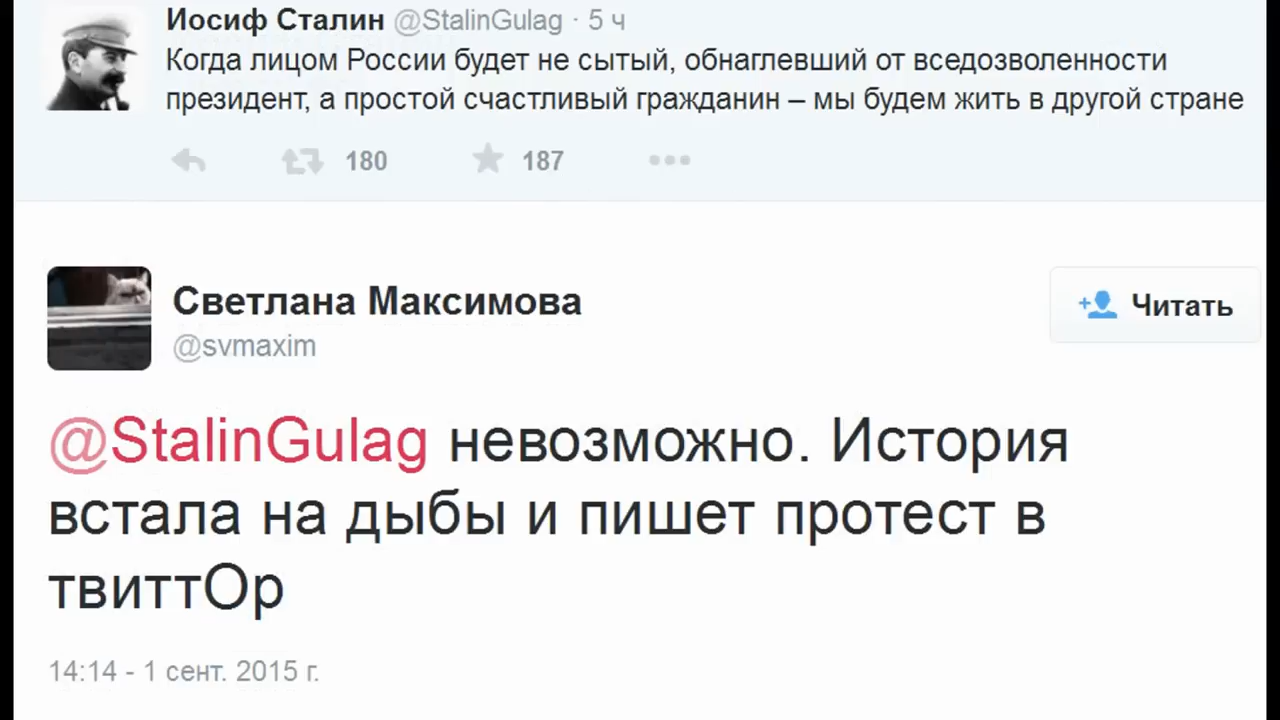 Иосиф Сталин @StalinGulag · 5 ч
Когда лицом России будет не сытый, обнаглевший от вседозволенности
президент, а простой счастливый гражданин – мы будем жить в другой стране
180 187
Светлана Максимова
@svmaxim
Читать
@StalinGulag невозможно. История
встала на дыбы и пишет протест в
твиттОр
14:14 - 1 сент. 2015 г.